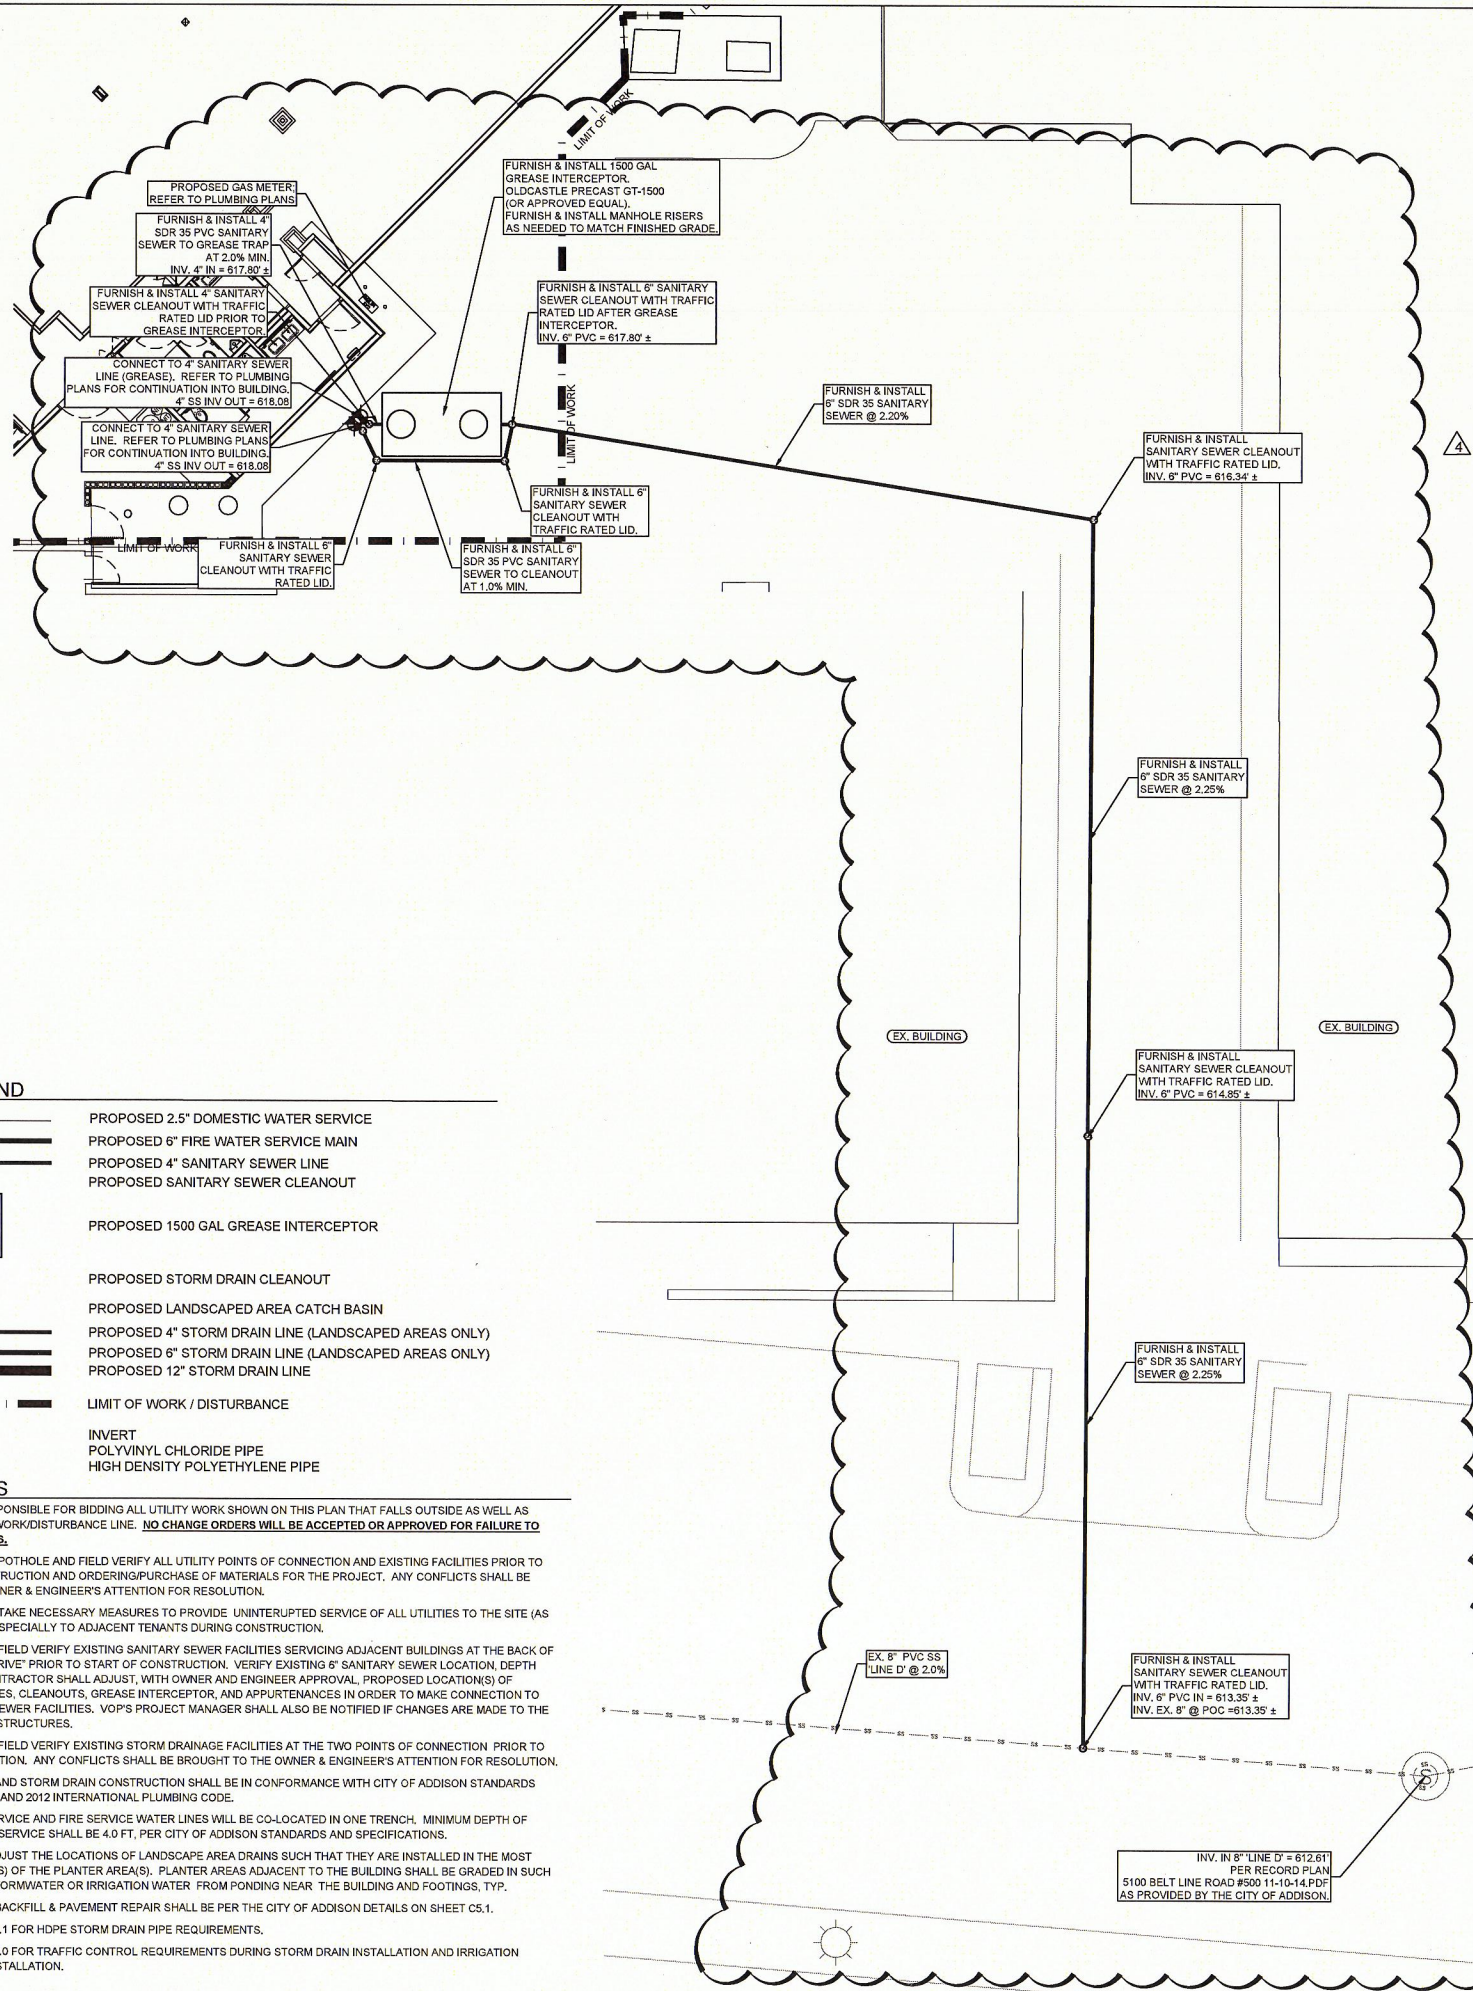 LIMIT OF WORK
PROPOSED GAS METER;
REFER TO PLUMBING PLANS
FURNISH & INSTALL 4"
SDR 35 PVC SANITARY
SEWER TO GREASE TRAP
AT 2.0% MIN.
INV. 4" IN = 617.80' ±
FURNISH & INSTALL 4" SANITARY
SEWER CLEANOUT WITH TRAFFIC
RATED LID PRIOR TO
GREASE INTERCEPTOR.
CONNECT TO 4" SANITARY SEWER
LINE (GREASE). REFER TO PLUMBING
PLANS FOR CONTINUATION INTO BUILDING.
4" SS INV OUT = 618.08
CONNECT TO 4" SANITARY SEWER
LINE. REFER TO PLUMBING PLANS
FOR CONTINUATION INTO BUILDING.
4" SS INV OUT = 618.08
FURNISH & INSTALL 1500 GAL
GREASE INTERCEPTOR.
OLDCASTLE PRECAST GT-1500
(OR APPROVED EQUAL).
FURNISH & INSTALL MANHOLE RISERS
AS NEEDED TO MATCH FINISHED GRADE.
FURNISH & INSTALL 6" SANITARY
SEWER CLEANOUT WITH TRAFFIC
RATED LID AFTER GREASE
INTERCEPTOR.
INV. 6" PVC = 617.80' ±
LIMIT OF WORK
FURNISH & INSTALL
6" SDR 35 SANITARY
SEWER @ 2.20%
FURNISH & INSTALL
SANITARY SEWER CLEANOUT
WITH TRAFFIC RATED LID.
INV. 6" PVC = 616.34' ±
4
FURNISH & INSTALL 6"
SANITARY SEWER
CLEANOUT WITH
TRAFFIC RATED LID.
LIMIT OF WORK
FURNISH & INSTALL 6"
SANITARY SEWER
CLEANOUT WITH TRAFFIC
RATED LID.
FURNISH & INSTALL 6"
SDR 35 PVC SANITARY
SEWER TO CLEANOUT
AT 1.0% MIN.
FURNISH & INSTALL
6" SDR 35 SANITARY
SEWER @ 2.25%
EX. BUILDING
EX. BUILDING
FURNISH & INSTALL
SANITARY SEWER CLEANOUT
WITH TRAFFIC RATED LID.
INV. 6" PVC = 614.85' ±
FURNISH & INSTALL
6" SDR 35 SANITARY
SEWER @ 2.25%
EX. 8" PVC SS
'LINE D' @ 2.0%
FURNISH & INSTALL
SANITARY SEWER CLEANOUT
WITH TRAFFIC RATED LID.
INV. 6" PVC IN = 613.35' ±
INV. EX. 8" @ POC =613.35' ±
S SS SS SS SS SS SS SS SS SS SS SS SS SS
S
INV. IN 8" 'LINE D' = 612.61'
PER RECORD PLAN
5100 BELT LINE ROAD #500 11-10-14.PDF
AS PROVIDED BY THE CITY OF ADDISON.
ND
PROPOSED 2.5" DOMESTIC WATER SERVICE
PROPOSED 6" FIRE WATER SERVICE MAIN
PROPOSED 4" SANITARY SEWER LINE
PROPOSED SANITARY SEWER CLEANOUT
PROPOSED 1500 GAL GREASE INTERCEPTOR
PROPOSED STORM DRAIN CLEANOUT
PROPOSED LANDSCAPED AREA CATCH BASIN
PROPOSED 4" STORM DRAIN LINE (LANDSCAPED AREAS ONLY)
PROPOSED 6" STORM DRAIN LINE (LANDSCAPED AREAS ONLY)
PROPOSED 12" STORM DRAIN LINE
LIMIT OF WORK / DISTURBANCE
INVERT
POLYVINYL CHLORIDE PIPE
HIGH DENSITY POLYETHYLENE PIPE
S
PONSIBLE FOR BIDDING ALL UTILITY WORK SHOWN ON THIS PLAN THAT FALLS OUTSIDE AS WELL AS
WORK/DISTURBANCE LINE. NO CHANGE ORDERS WILL BE ACCEPTED OR APPROVED FOR FAILURE TO
S.
POTHOLE AND FIELD VERIFY ALL UTILITY POINTS OF CONNECTION AND EXISTING FACILITIES PRIOR TO
RUCTION AND ORDERING/PURCHASE OF MATERIALS FOR THE PROJECT. ANY CONFLICTS SHALL BE
NER & ENGINEER'S ATTENTION FOR RESOLUTION.
TAKE NECESSARY MEASURES TO PROVIDE UNINTERUPTED SERVICE OF ALL UTILITIES TO THE SITE (AS
SPECIALLY TO ADJACENT TENANTS DURING CONSTRUCTION.
FIELD VERIFY EXISTING SANITARY SEWER FACILITIES SERVICING ADJACENT BUILDINGS AT THE BACK OF
RIVE" PRIOR TO START OF CONSTRUCTION. VERIFY EXISTING 6" SANITARY SEWER LOCATION, DEPTH
TRACTOR SHALL ADJUST, WITH OWNER AND ENGINEER APPROVAL, PROPOSED LOCATION(S) OF
ES, CLEANOUTS, GREASE INTERCEPTOR, AND APPURTENANCES IN ORDER TO MAKE CONNECTION TO
EWER FACILITIES. VOP'S PROJECT MANAGER SHALL ALSO BE NOTIFIED IF CHANGES ARE MADE TO THE
STRUCTURES.
FIELD VERIFY EXISTING STORM DRAINAGE FACILITIES AT THE TWO POINTS OF CONNECTION PRIOR TO
TION. ANY CONFLICTS SHALL BE BROUGHT TO THE OWNER & ENGINEER'S ATTENTION FOR RESOLUTION.
AND STORM DRAIN CONSTRUCTION SHALL BE IN CONFORMANCE WITH CITY OF ADDISON STANDARDS
AND 2012 INTERNATIONAL PLUMBING CODE.
RVICE AND FIRE SERVICE WATER LINES WILL BE CO-LOCATED IN ONE TRENCH. MINIMUM DEPTH OF
SERVICE SHALL BE 4.0 FT, PER CITY OF ADDISON STANDARDS AND SPECIFICATIONS.
DJUST THE LOCATIONS OF LANDSCAPE AREA DRAINS SUCH THAT THEY ARE INSTALLED IN THE MOST
S) OF THE PLANTER AREA(S). PLANTER AREAS ADJACENT TO THE BUILDING SHALL BE GRADED IN SUCH
ORMWATER OR IRRIGATION WATER FROM PONDING NEAR THE BUILDING AND FOOTINGS, TYP.
BACKFILL & PAVEMENT REPAIR SHALL BE PER THE CITY OF ADDISON DETAILS ON SHEET C5.1.
.1 FOR HDPE STORM DRAIN PIPE REQUIREMENTS.
.0 FOR TRAFFIC CONTROL REQUIREMENTS DURING STORM DRAIN INSTALLATION AND IRRIGATION
STALLATION.